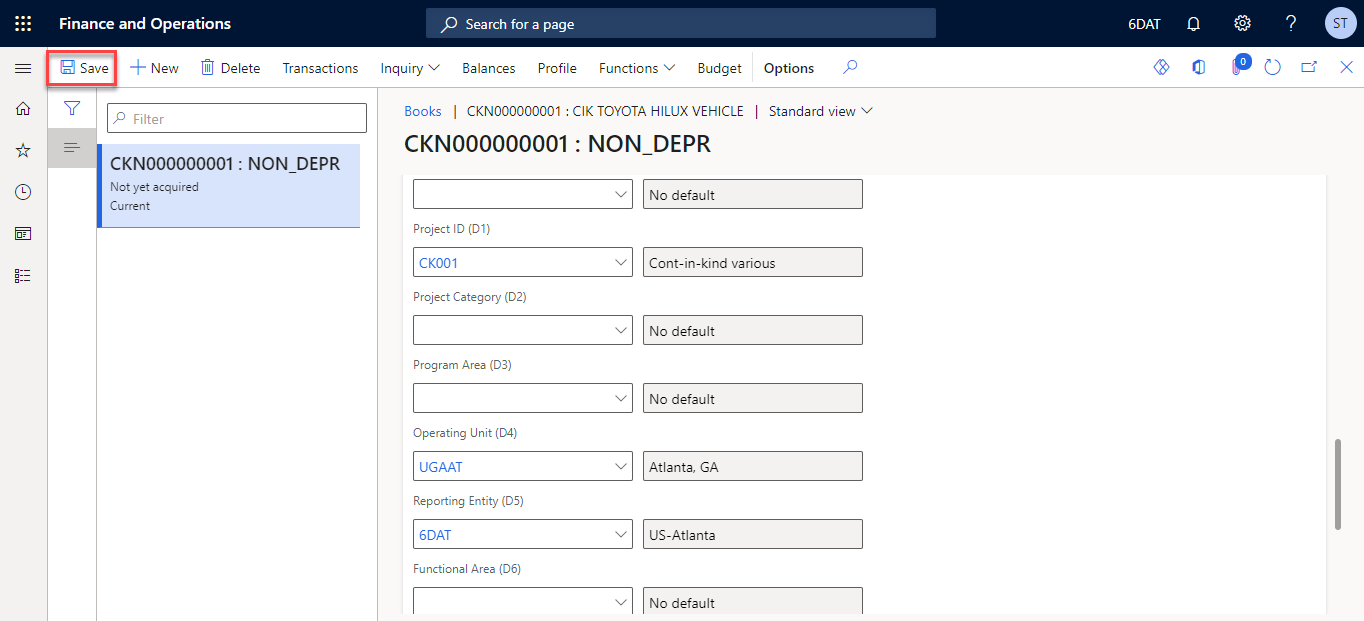 Finance and Operations
Search for a page
6DAT
?
ST
Save
New
Delete
Transactions
Inquiry
Balances
Profile
Functions
Budget
Options
0
Filter
CKN000000001 : NON_DEPR
Not yet acquired
Current
Books | CKN000000001 : CIK TOYOTA HILUX VEHICLE | Standard view
CKN000000001 : NON_DEPR
No default
Project ID (D1)
CK001
Cont-in-kind various
Project Category (D2)
No default
Program Area (D3)
No default
Operating Unit (D4)
UGAAT
Atlanta, GA
Reporting Entity (D5)
6DAT
US-Atlanta
Functional Area (D6)
No default